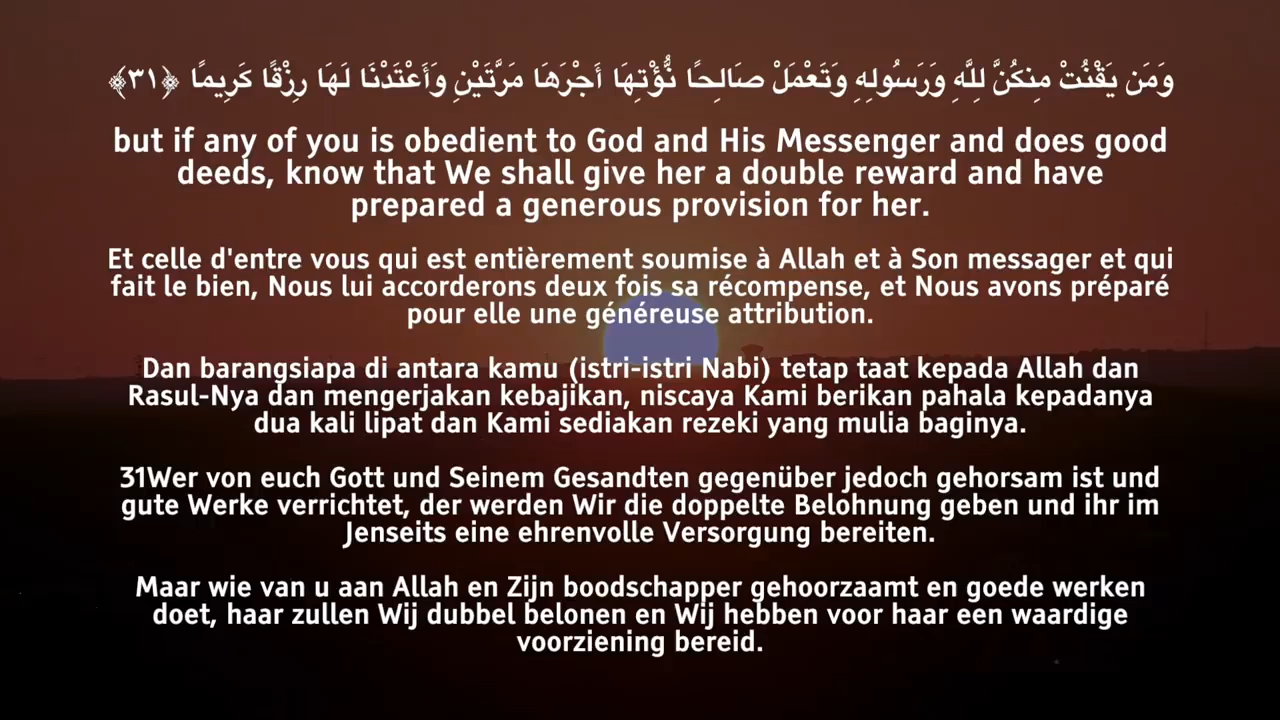 وَمَن يَقْنُتْ مِنكُنَّ لِلَّهِ وَرَسُولِهِ وَتَعْمَلْ صَالِحًا نُّؤْتِهَا أَجْرَهَا مَرَّتَيْنِ وَأَعْتَدْنَا لَهَا رِزْقًا كَرِيمًا ﴿٣١﴾
but if any of you is obedient to God and His Messenger and does good
deeds, know that We shall give her a double reward and have
prepared a generous provision for her.
Et celle d'entre vous qui est entièrement soumise à Allah et à Son messager et qui
fait le bien, Nous lui accorderons deux fois sa récompense, et Nous avons préparé
pour elle une généreuse attribution.
Dan barangsiapa di antara kamu (istri-istri Nabi) tetap taat kepada Allah dan
Rasul-Nya dan mengerjakan kebajikan, niscaya Kami berikan pahala kepadanya
dua kali lipat dan Kami sediakan rezeki yang mulia baginya.
31Wer von euch Gott und Seinem Gesandten gegenüber jedoch gehorsam ist und
gute Werke verrichtet, der werden Wir die doppelte Belohnung geben und ihr im
Jenseits eine ehrenvolle Versorgung bereiten.
Maar wie van u aan Allah en Zijn boodschapper gehoorzaamt en goede werken
doet, haar zullen Wij dubbel belonen en Wij hebben voor haar een waardige
voorziening bereid.